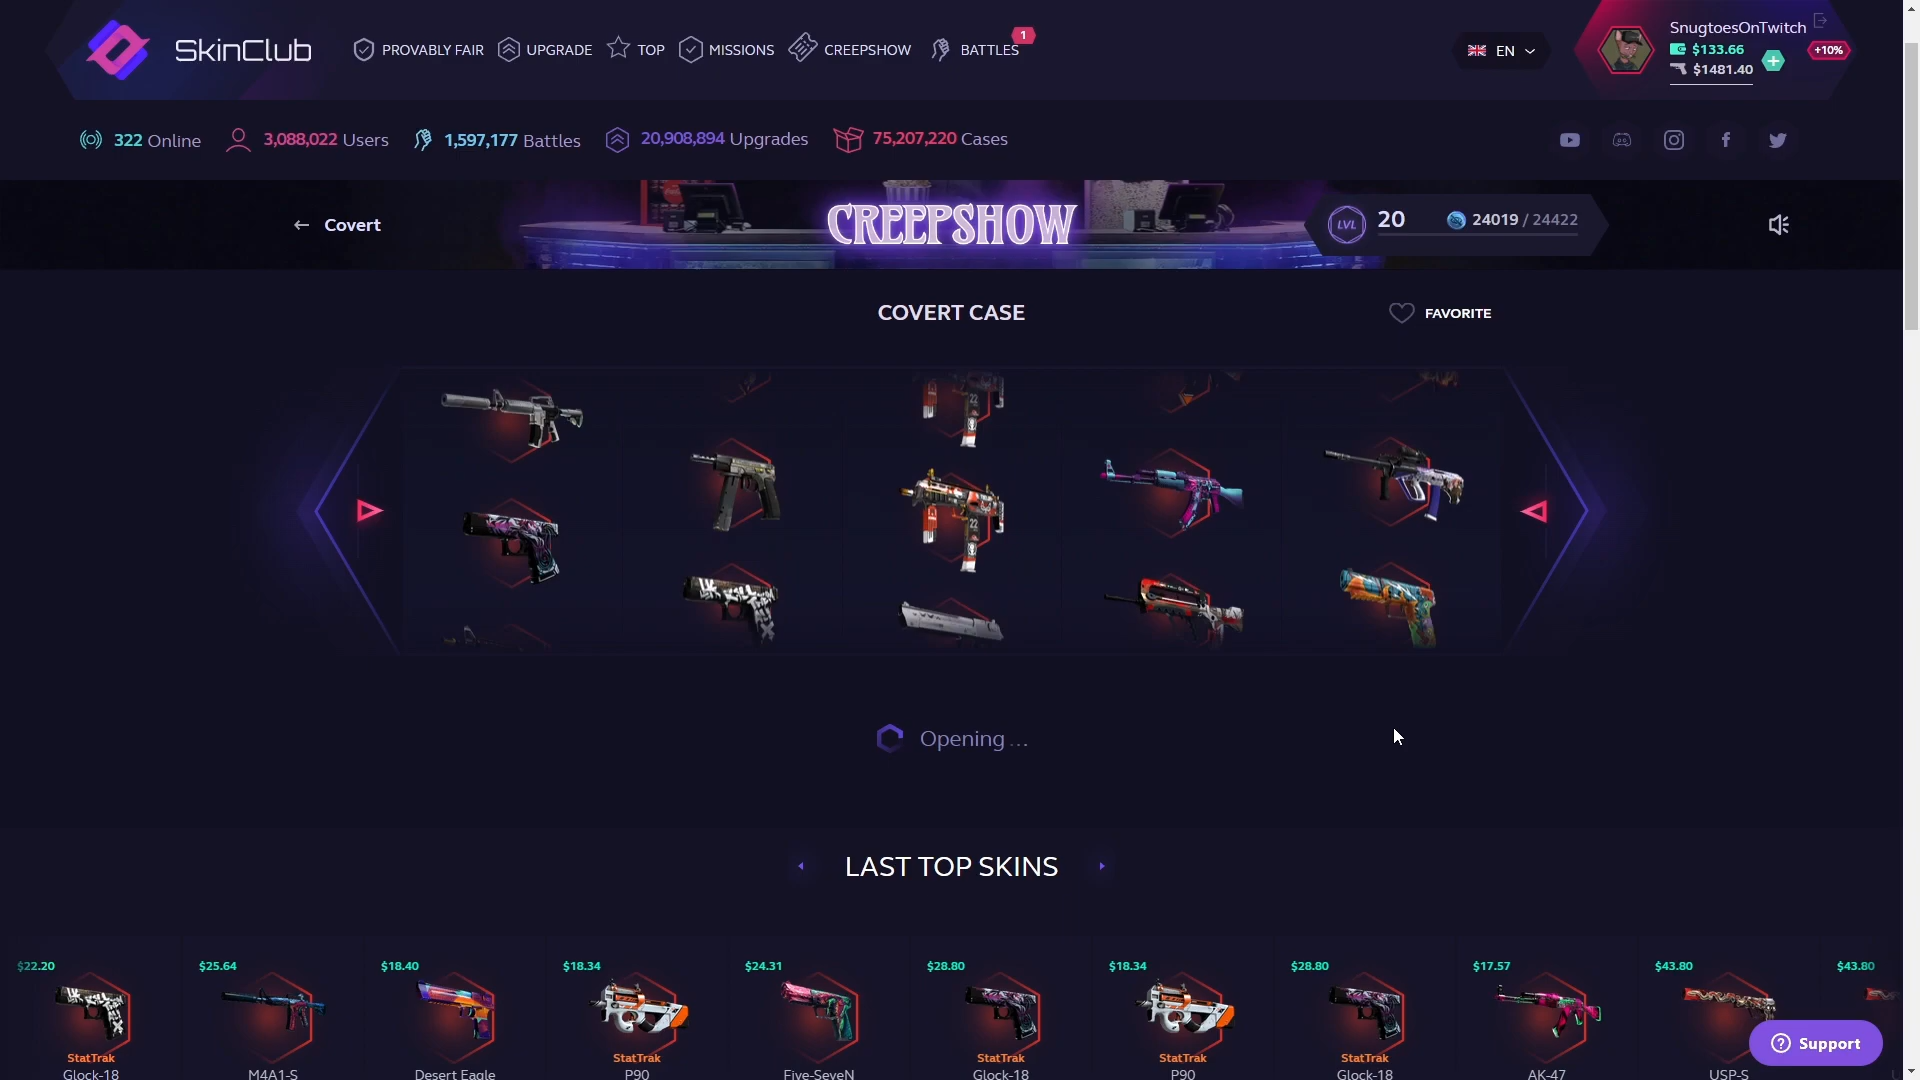 SkinClub
PROVABLY FAIR
UPGRADE
TOP
MISSIONS
CREEPSHOW
BATTLES
1
EN
SnugtoesOnTwitch
$133.66
$1481.40
+10%
322 Online
3,088,022 Users
1,597,177 Battles
20,908,894 Upgrades
75,207,220 Cases
← Covert
CREEPSHOW
LVL
20
24019 / 24422
COVERT CASE
FAVORITE
Opening ...
LAST TOP SKINS
$22.20
$25.64
$18.40
$18.34
$24.31
$28.80
$18.34
$28.80
$17.57
$43.80
$43.80
StatTrak
StatTrak
StatTrak
StatTrak
StatTrak
Glock-18
M4A1-S
Desert Eagle
P90
Five-SeveN
Glock-18
P90
Glock-18
AK-47
USP-S
Support